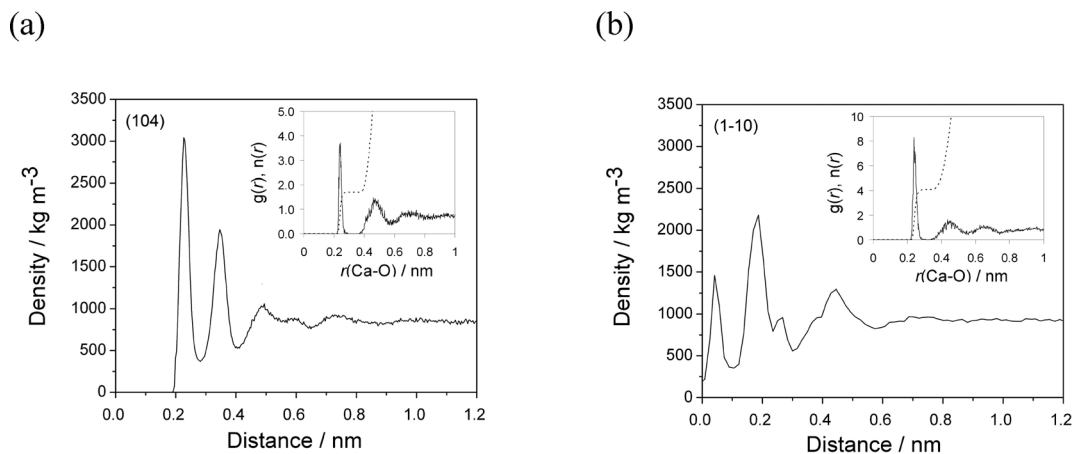 (a)
(b)
3500
3000
2500
2000
1500
1000
500
0
Density / kg m-3
(104)
0.0 0.2 0.4 0.6 0.8 1.0 1.2
Distance / nm
5.0
4.0
3.0
2.0
1.0
0.0
g(r), n(r)
0 0.2 0.4 0.6 0.8 1
r(Ca-O) / nm
3500
3000
2500
2000
1500
1000
500
0
Density / kg m-3
(1-10)
0.0 0.2 0.4 0.6 0.8 1.0 1.2
Distance / nm
10
8
6
4
2
0
g(r), n(r)
0 0.2 0.4 0.6 0.8 1
r(Ca-O) / nm